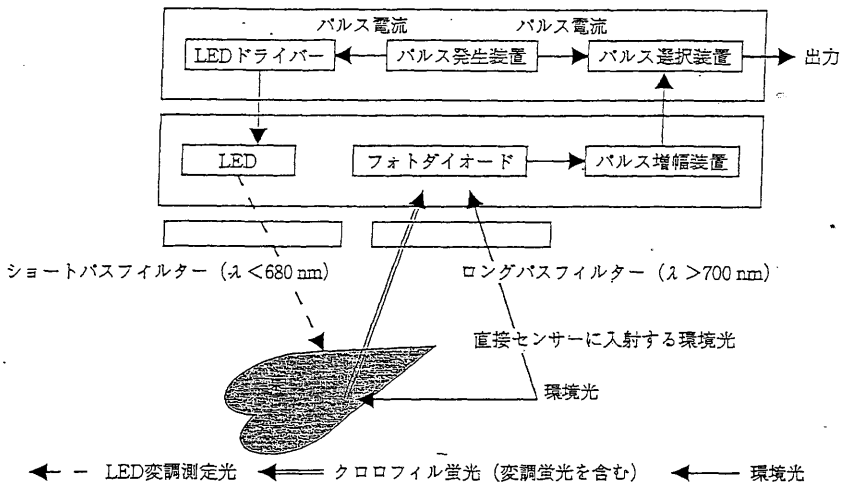 パルス電流 パルス電流
LEDドライバー パルス発生装置 パルス選択装置 出力
LED フォトダイオード パルス増幅装置
ショートパスフィルター（λ＜680 nm） ロングパスフィルター（λ＞700 nm）
直接センサーに入射する環境光
環境光
LED変調測定光 クロロフィル蛍光（変調蛍光を含む） 環境光